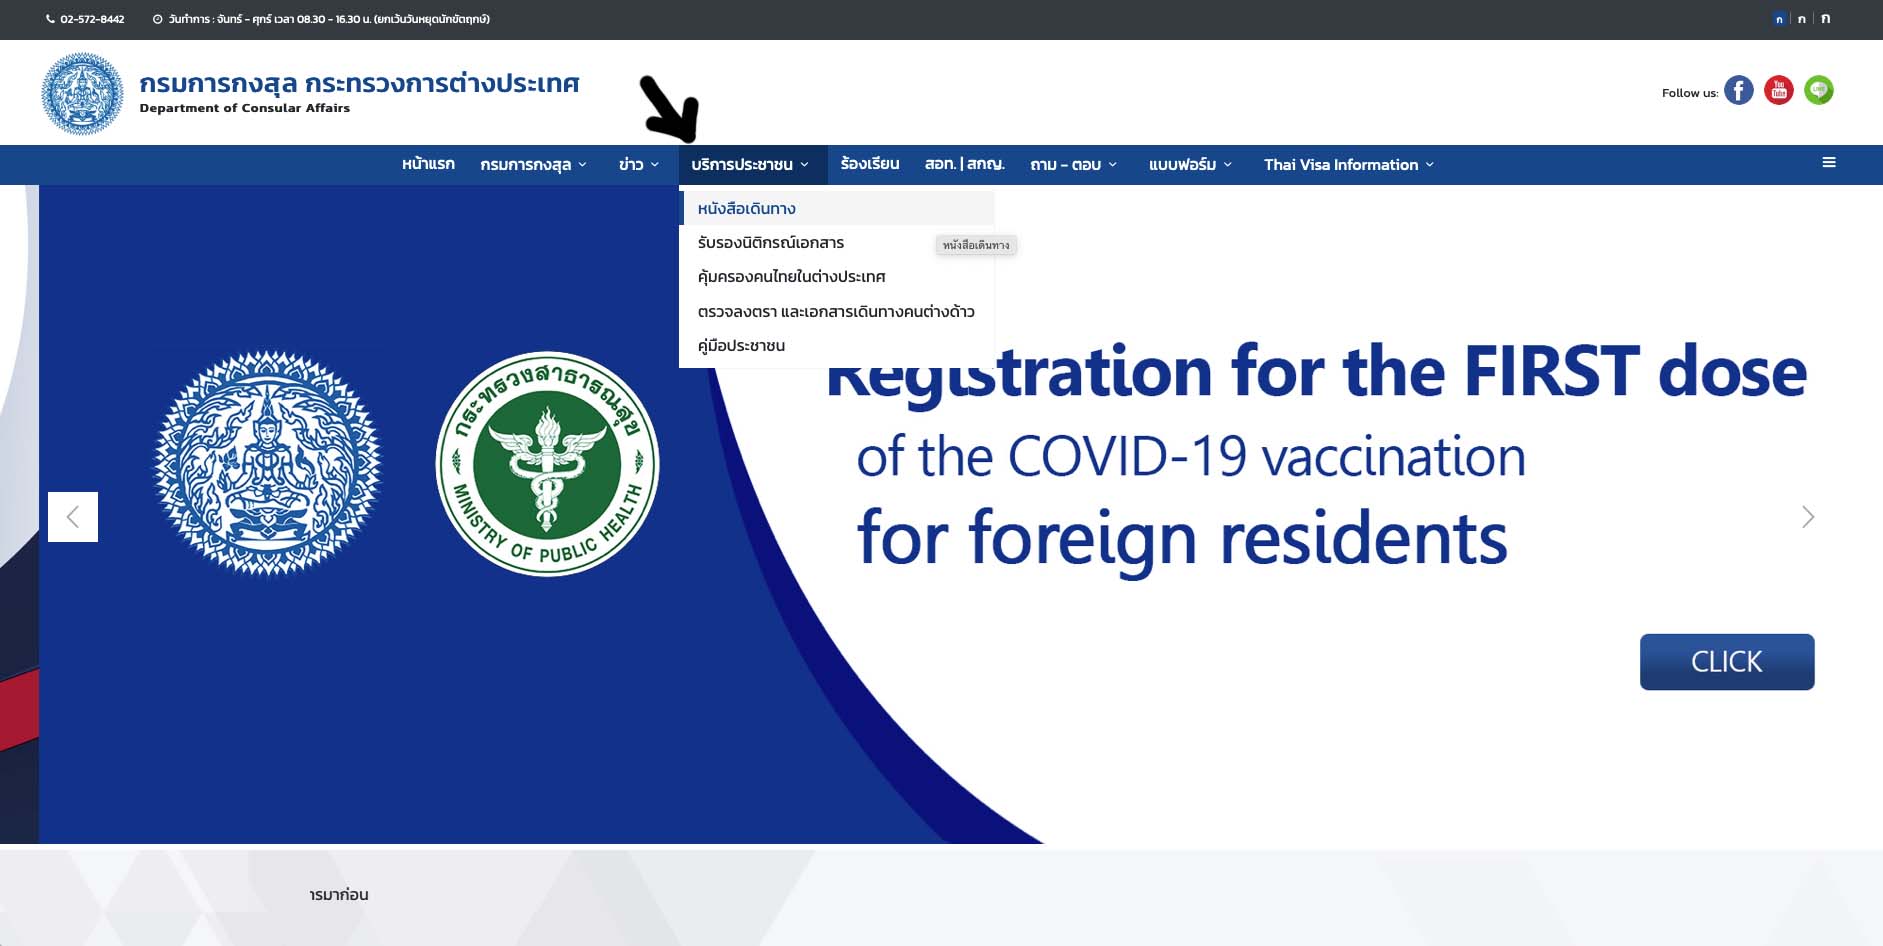 02-572-8442
วันทำการ : จันทร์ - ศุกร์ เวลา 08.30 - 16.30 น. (ยกเว้นวันหยุดนักขัตฤกษ์)
ก | ก | ก
กรมการกงสุล กระทรวงการต่างประเทศ
Department of Consular Affairs
Follow us:
You
Tube
LINE
หน้าแรก กรมการกงสุล ข่าว บริการประชาชน ร้องเรียน สอท. | สกญ. ถาม - ตอบ แบบฟอร์ม Thai Visa Information
หนังสือเดินทาง
รับรองนิติกรณ์เอกสาร
หนังสือเดินทาง
คุ้มครองคนไทยในต่างประเทศ
ตรวจลงตรา และเอกสารเดินทางคนต่างด้าว
คู่มือประชาชน
กระทรวงสาธารณสุข
MINISTRY OF PUBLIC HEALTH
Registration for the FIRST dose
of the COVID-19 vaccination
for foreign residents
CLICK
ารมาก่อน